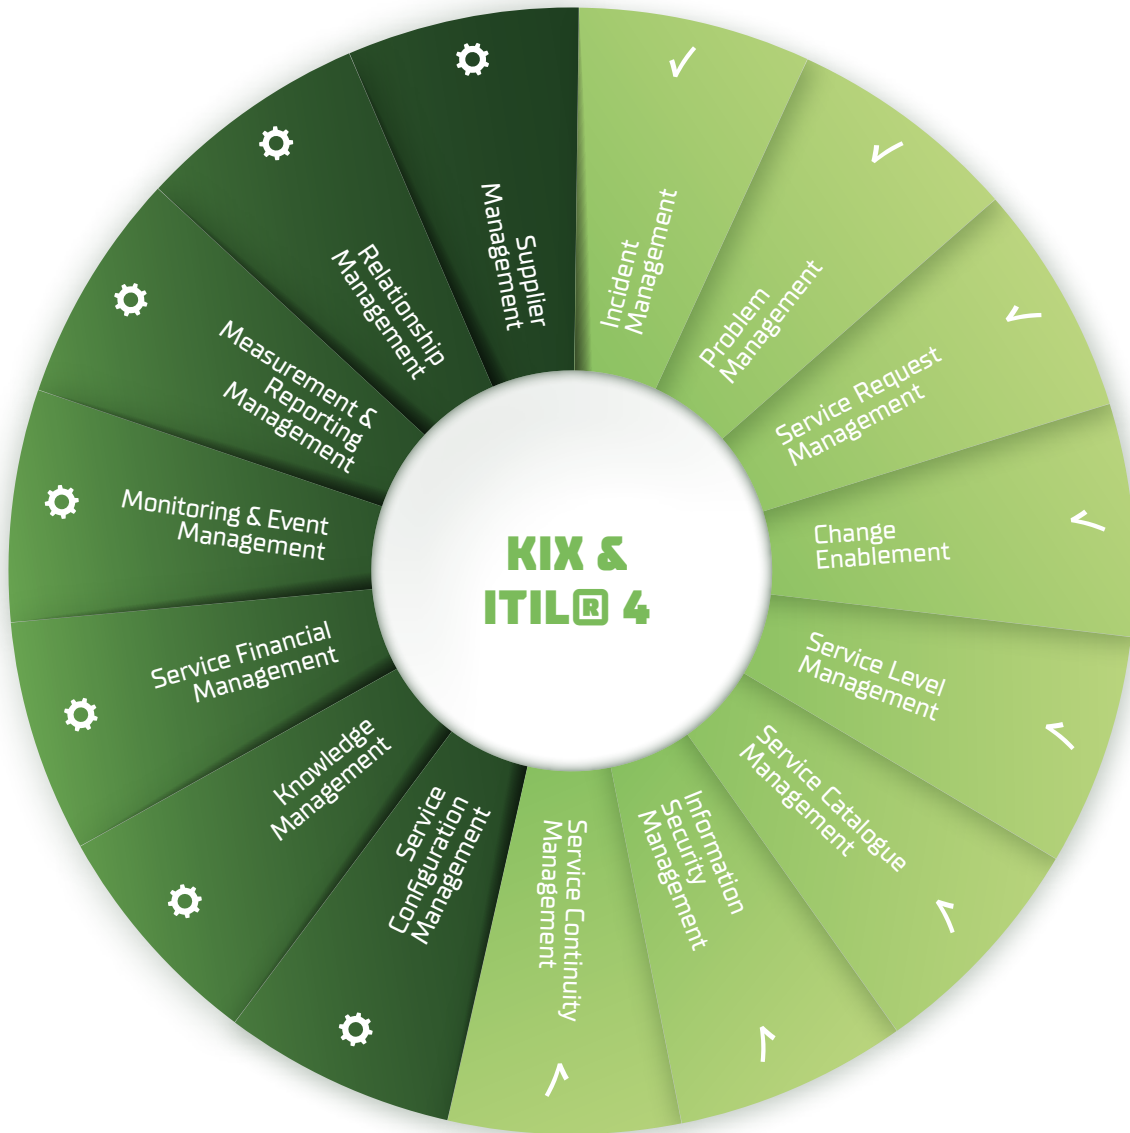 KIX &
ITIL® 4
Incident
Management
Problem
Management
Service Request
Management
Change
Enablement
Service Level
Management
Service Catalogue
Management
Information
Security
Management
Service Continuity
Management
Service
Configuration
Management
Knowledge
Management
Service Financial
Management
Monitoring & Event
Management
Measurement &
Reporting
Management
Relationship
Management
Supplier
Management